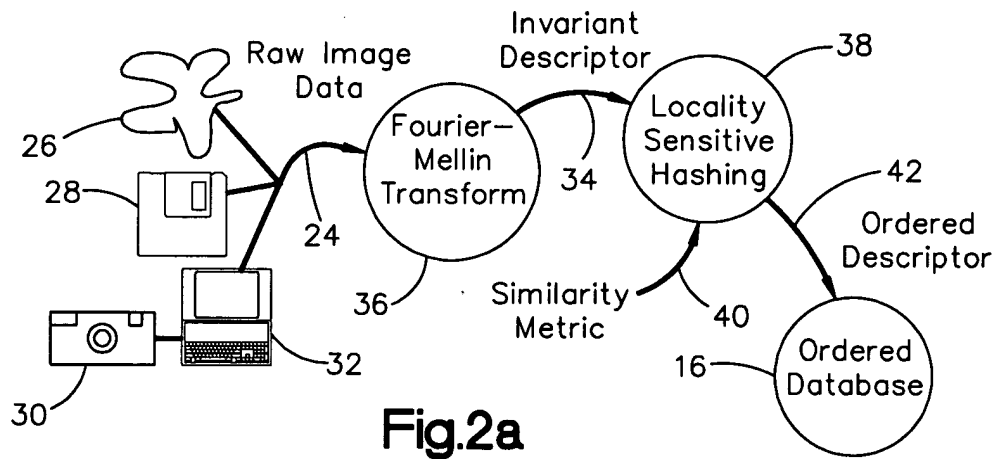 Raw Image
Data
Invariant
Descriptor
38
26
Fourier-
Mellin
Transform
34
Locality
Sensitive
Hashing
42
28
24
Ordered
Descriptor
36
Similarity
Metric
40
32
30
16
Ordered
Database
Fig.2a